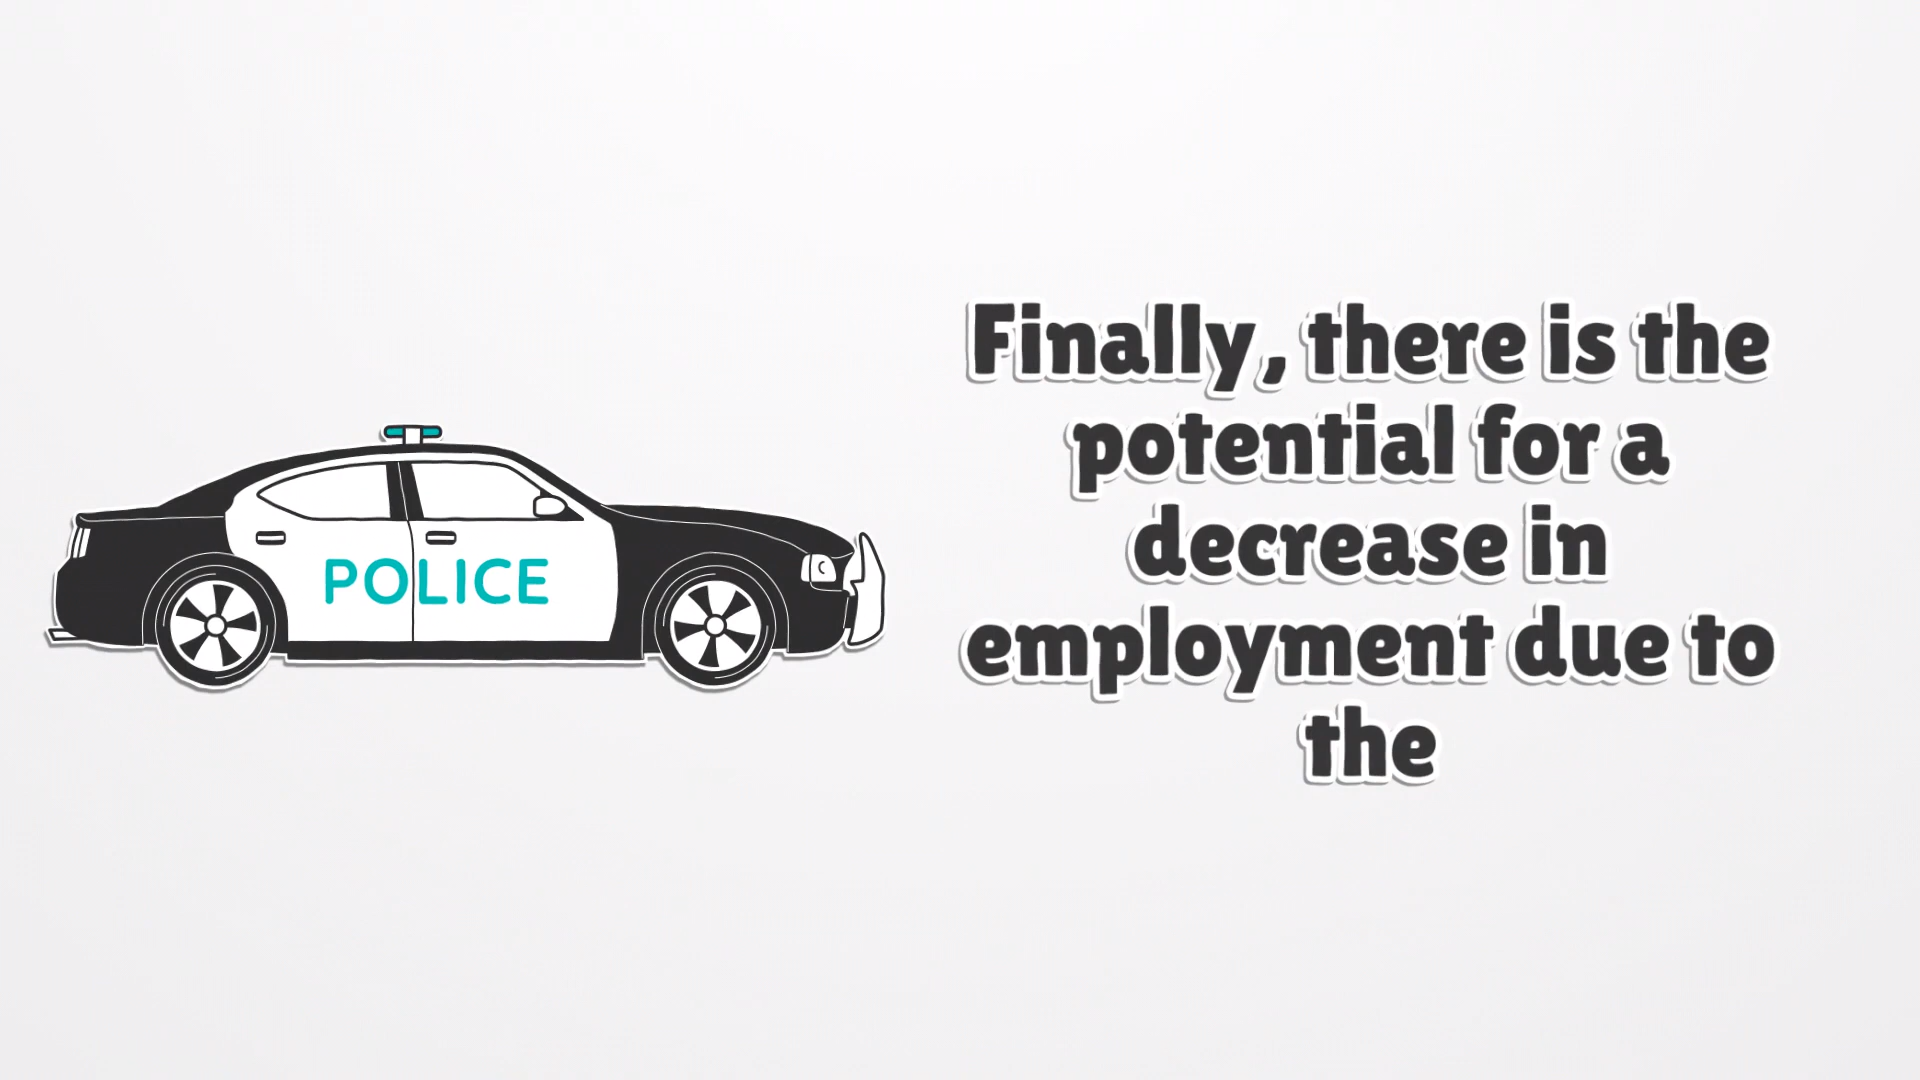 POLICE
Finally, there is the
potential for a
decrease in
employment due to
the